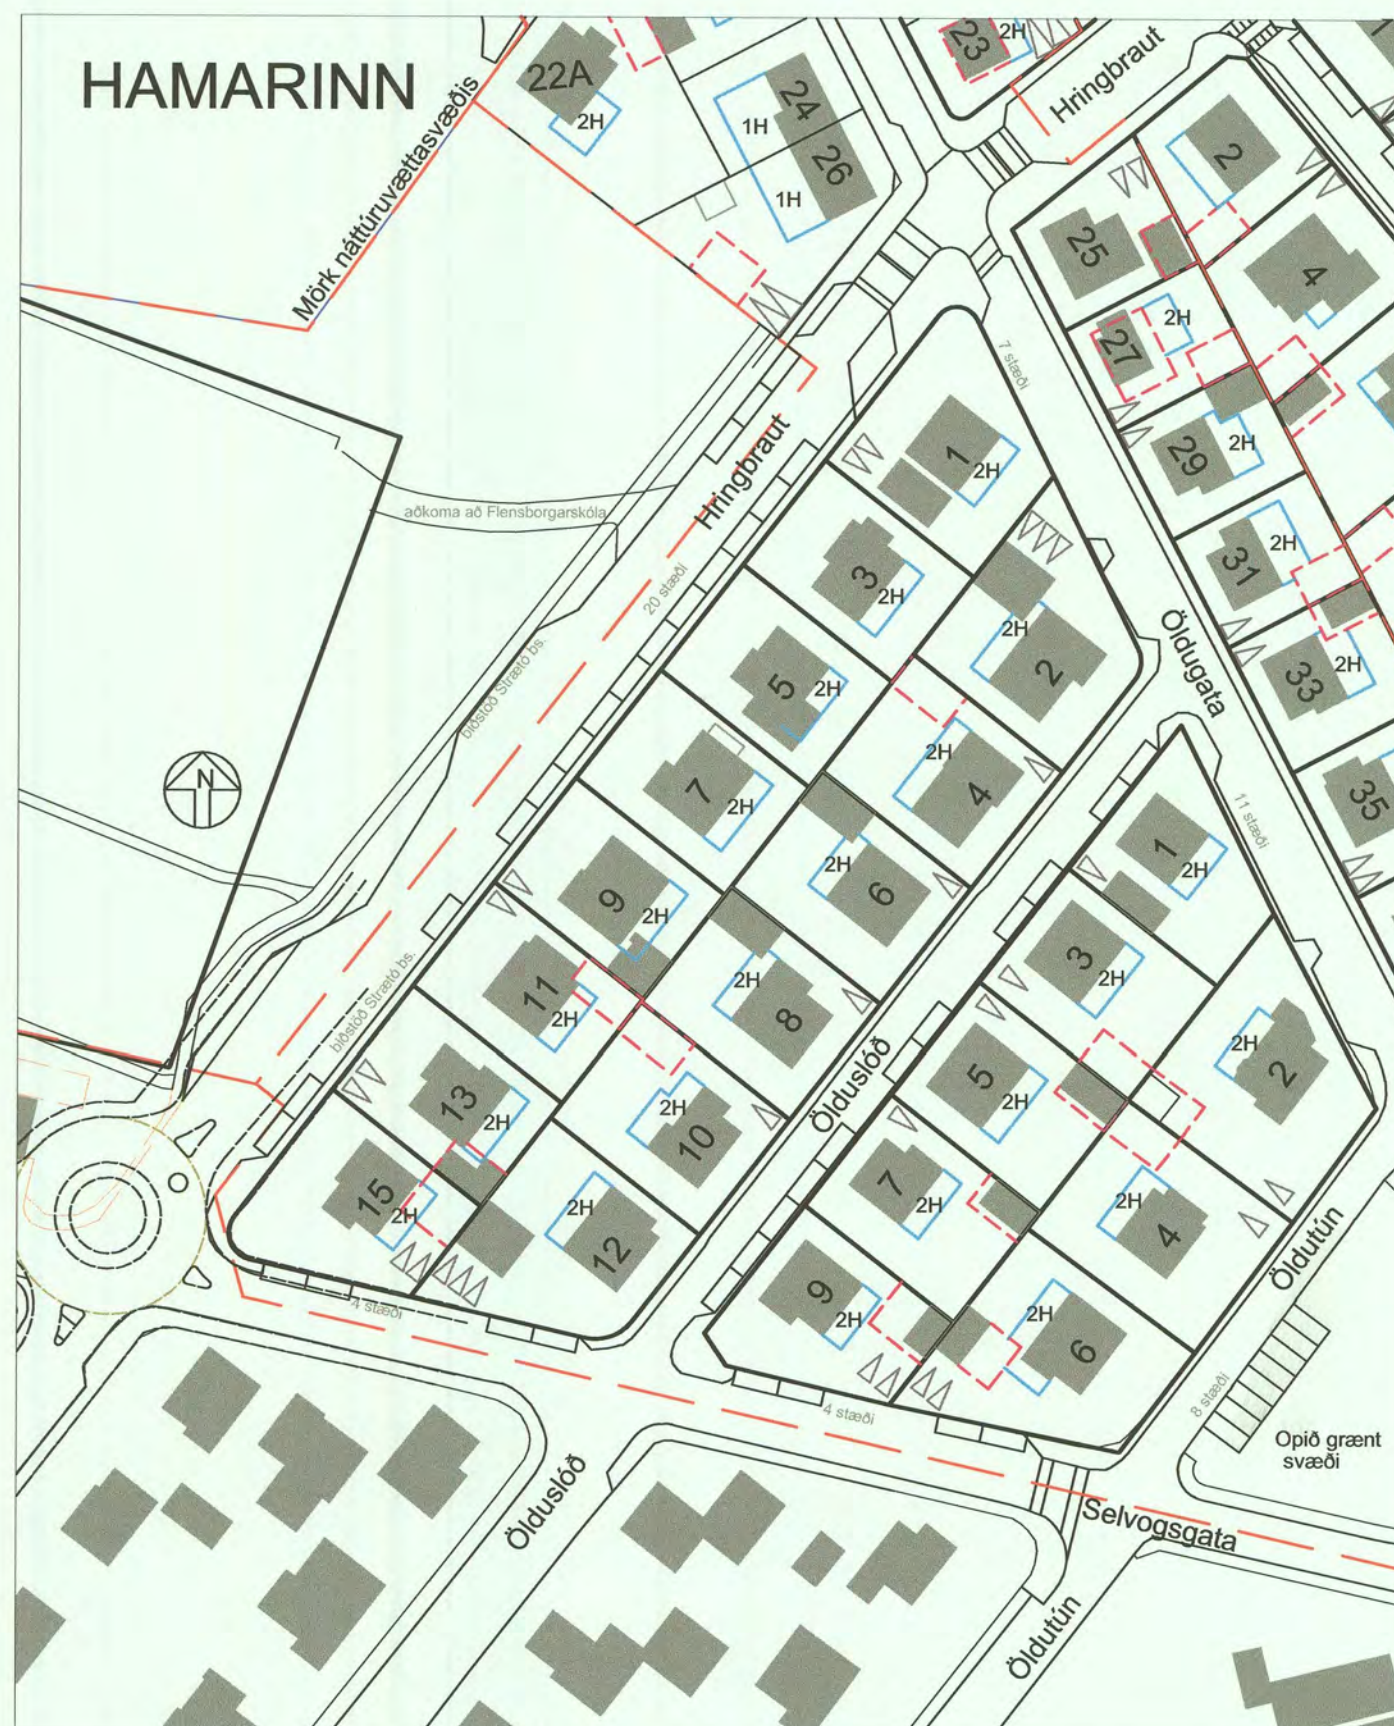 HAMARINN
22A
2H
23
2H
Hringbraut
24
26
1H
1H
2
Mörk náttúruvættasvæðis
25
4
27
2H
7 stæði
Hringbraut
1
2H
29
2H
aðkoma að Flensborgarskóla
31
2H
3
2H
20 stæði
2H
2
Öldugata
33
2H
biðstöð Strætó bs.
5
2H
7
2H
2H
4
N
35
11 stæði
1
2H
9
2H
2H
6
3
2H
11
2H
biðstöð Strætó bs.
2H
8
2H
2
5
2H
Ölduslóð
13
2H
2H
10
7
2H
2H
4
15
2H
2H
12
Öldutún
9
2H
2H
6
4 stæði
4 stæði
8 stæði
Opið grænt
svæði
Ölduslóð
Selvogsgata
Öldutún